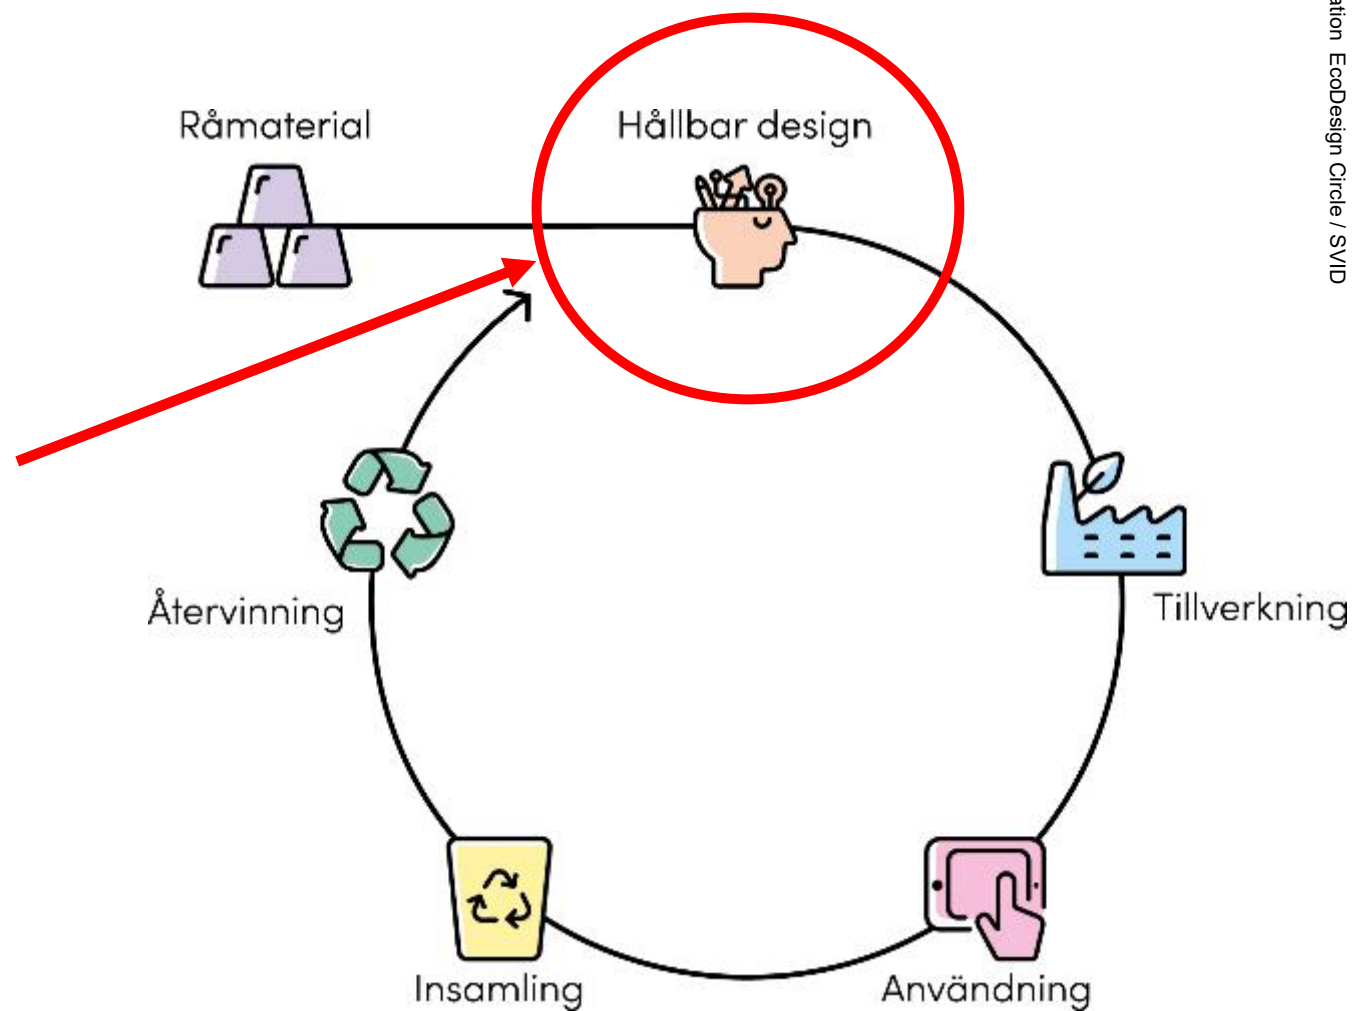 Råmaterial
Hållbar design
Tillverkning
Användning
Insamling
Återvinning
EcoDesign Circle / SVID